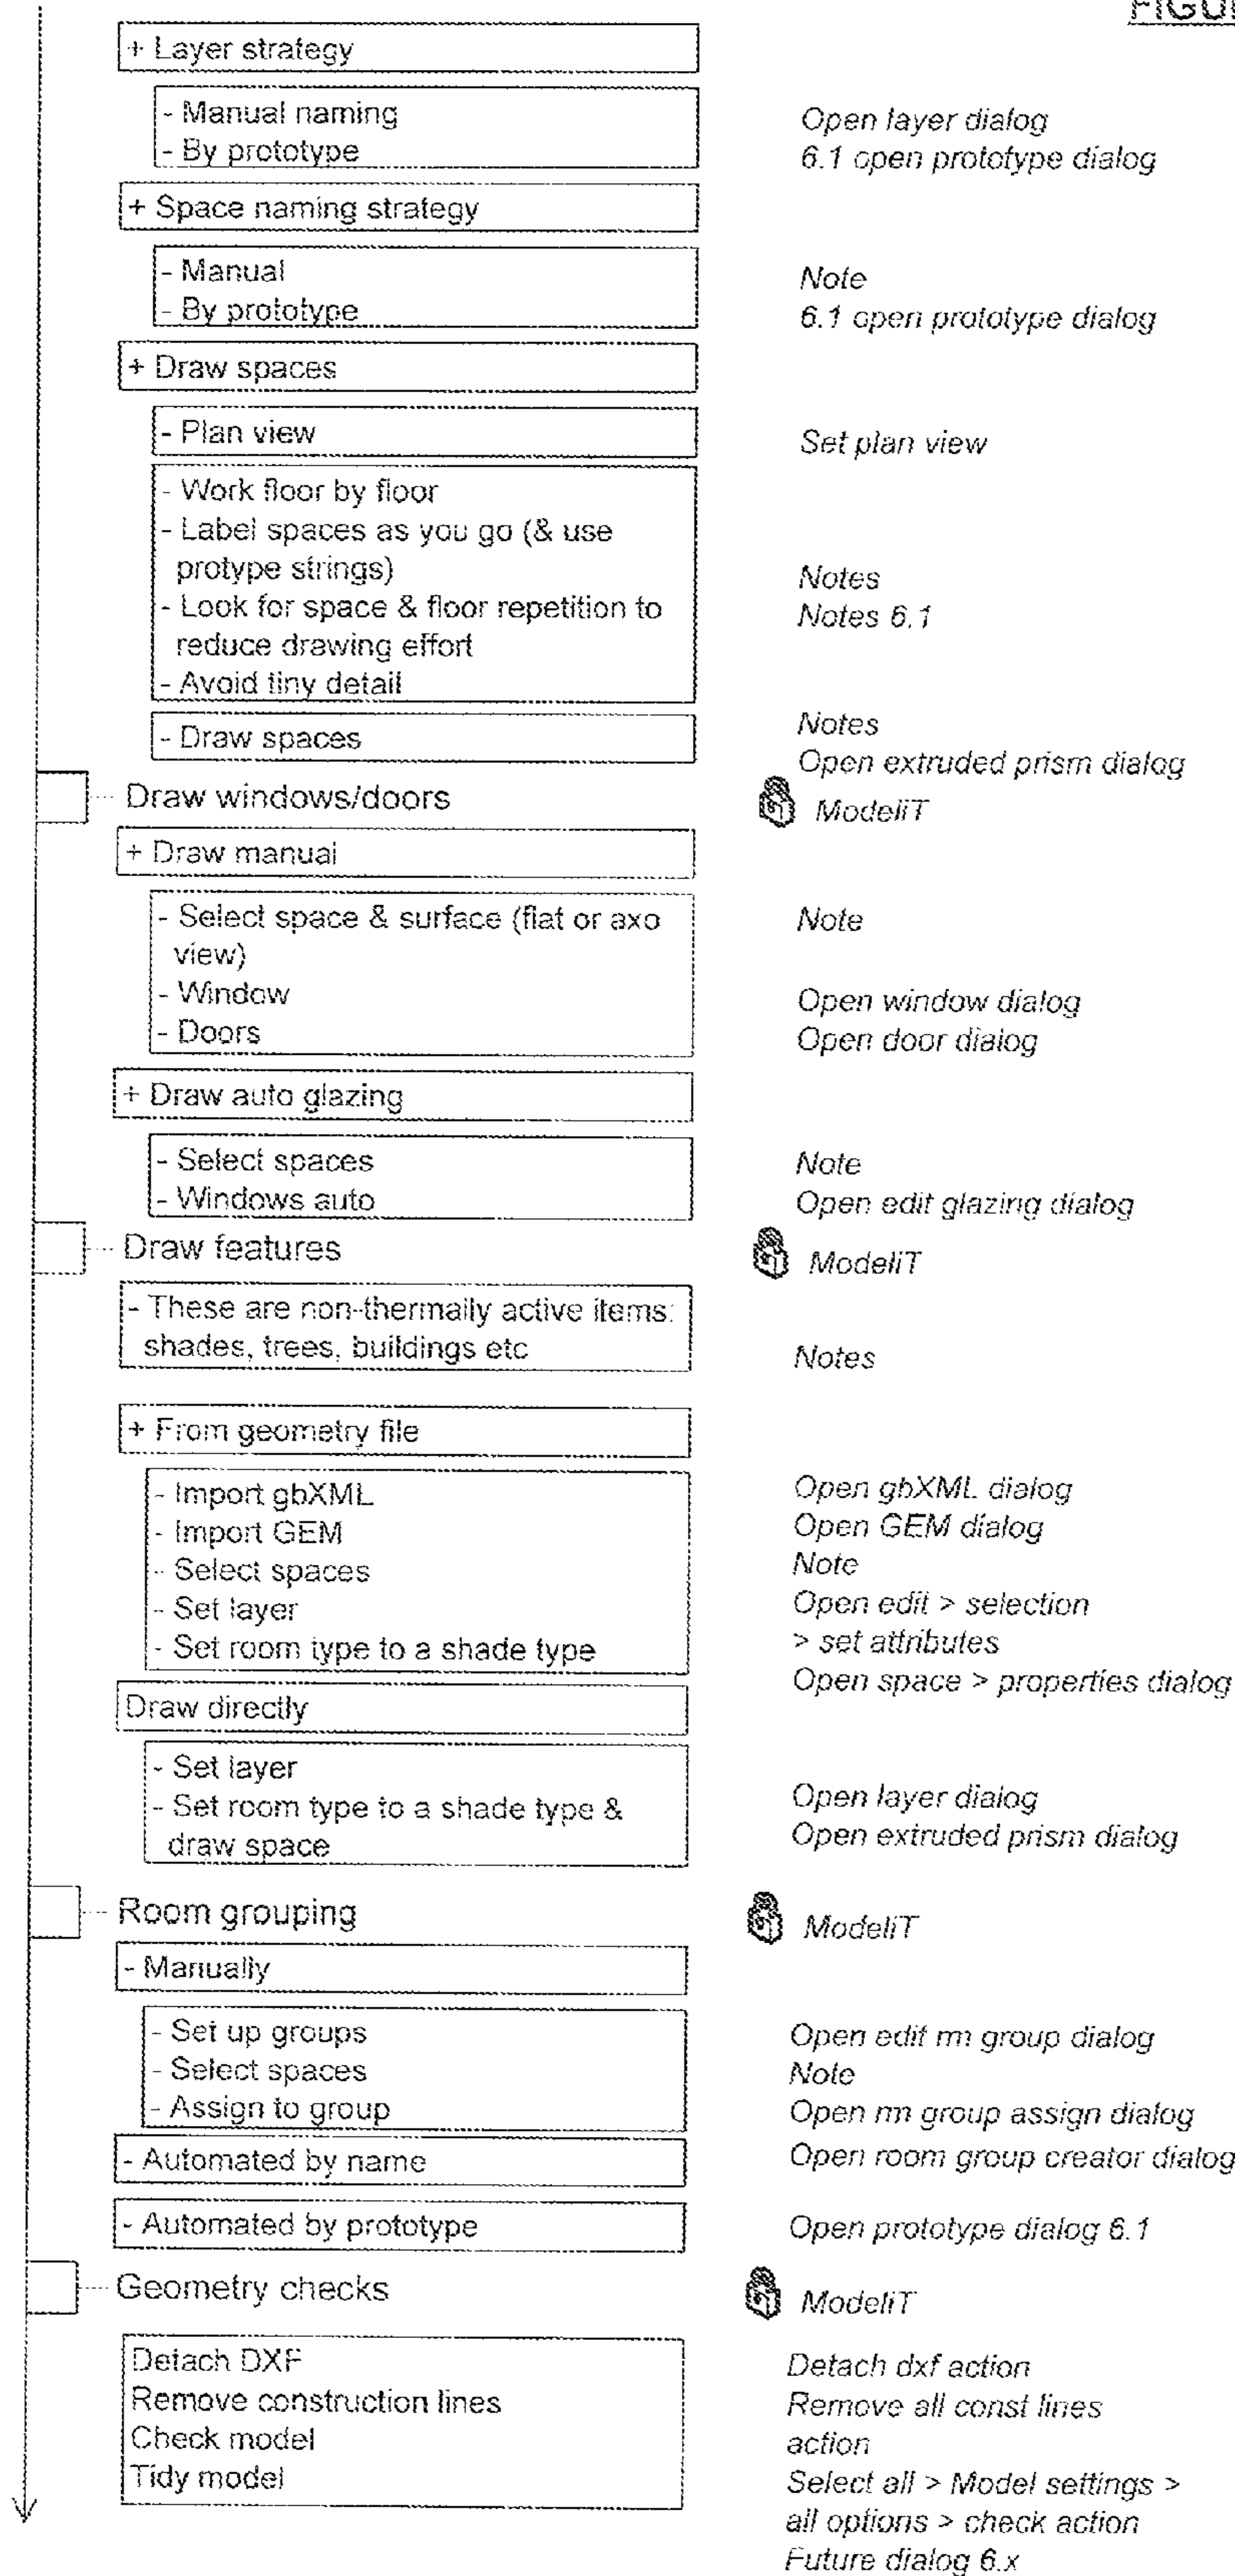 + Layer strategy
- Manual naming
Open layer dialog
- By prototype
6.1 open prototype dialog
+ Space naming strategy
- Manual
Note
- By prototype
6.1 open prototype dialog
+ Draw spaces
- Plan view
Set plan view
- Work floor by floor
- Label spaces as you go (& use
protype strings)
Notes
- Look for space & floor repetition to
Notes 6.1
reduce drawing effort
- Avoid tiny detail
- Draw spaces
Notes
Open extruded prism dialog
Draw windows/doors
ModeliT
+ Draw manual
- Select space & surface (flat or axo
Note
view)
- Window
Open window dialog
- Doors
Open door dialog
+ Draw auto glazing
- Select spaces
Note
- Windows auto
Open edit glazing dialog
Draw features
ModeliT
- These are non-thermally active items:
shades, trees, buildings etc
Notes
+ From geometry file
- Import gbXML
Open gbXML dialog
- Import GEM
Open GEM dialog
- Select spaces
Note
- Set layer
Open edit > selection
- Set room type to a shade type
> set attributes
Open space > properties dialog
Draw directly
- Set layer
Open layer dialog
- Set room type to a shade type &
Open extruded prism dialog
draw space
Room grouping
ModeliT
- Manually
- Set up groups
Open edit rm group dialog
- Select spaces
Note
- Assign to group
Open rm group assign dialog
- Automated by name
Open room group creator dialog
- Automated by prototype
Open prototype dialog 6.1
Geometry checks
ModeliT
Detach DXF
Detach dxf action
Remove construction lines
Remove all const lines
action
Check model
Select all > Model settings >
all options > check action
Tidy model
Future dialog 6.x